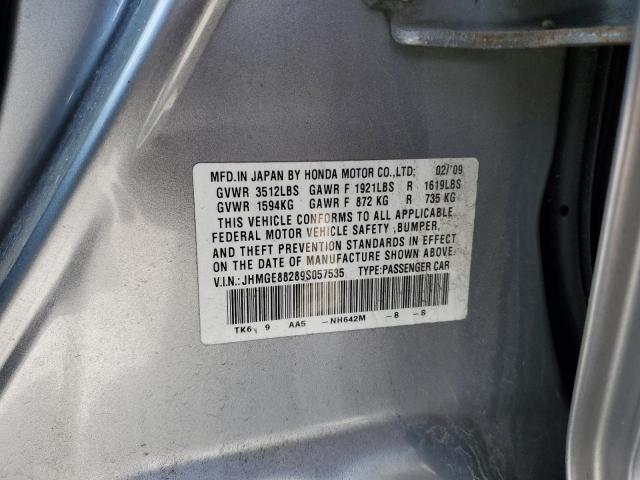 MFD.IN JAPAN BY HONDA MOTOR CO.,LTD: 02/'09
GVWR 3512LBS GAWR F 1921LBS R 1619LBS
GVWR 1594KG GAWR F 872 KG R 735 KG
THIS VEHICLE CONFORMS TO ALL APPLICABLE
FEDERAL MOTOR VEHICLE SAFETY ,BUMPER,
AND THEFT PREVENTION STANDARDS IN EFFECT
ON THE DATE OF MANUFACTURE SHOWN ABOVE.
V.I.N.: JHMGE88289S057535 TYPE:PASSENGER CAR
TK6 9 AA5 -NH642M -B -S